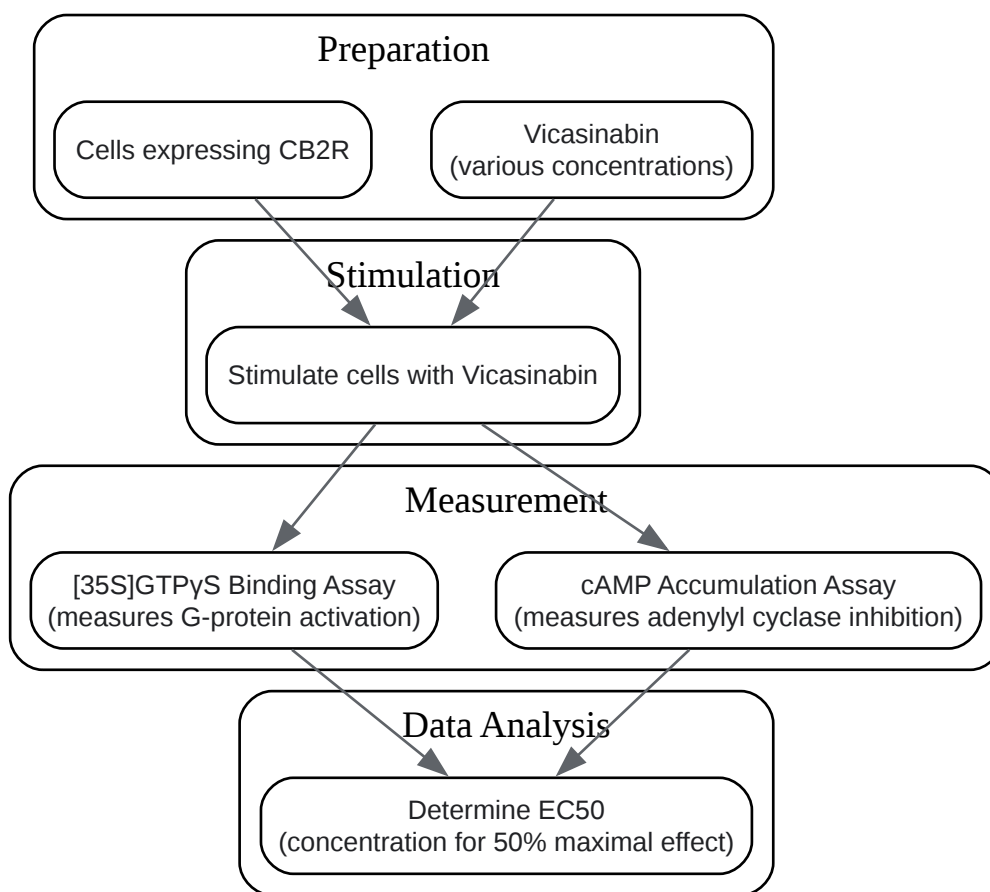 Preparation
Cells expressing CB2R
Vicasinabin
(various concentrations)
Stimulation
Stimulate cells with Vicasinabin
Measurement
[35S]GTPγS Binding Assay
(measures G-protein activation)
cAMP Accumulation Assay
(measures adenylyl cyclase inhibition)
Data Analysis
Determine EC50
(concentration for 50% maximal effect)